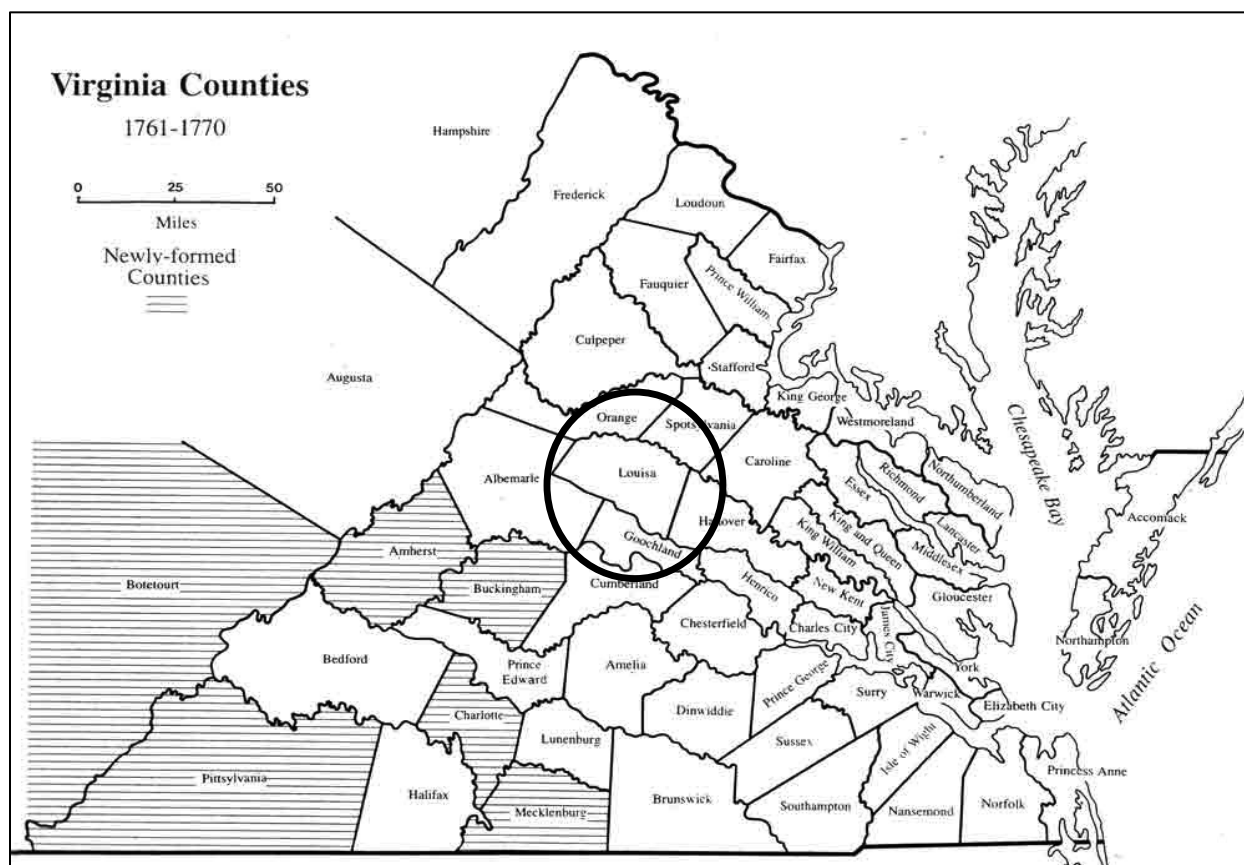 Virginia Counties
1761-1770
0 25 50
Miles
Newly-formed
Counties
Hampshire
Frederick
Loudoun
Fairfax
Fauquier
Prince William
Culpeper
Stafford
Augusta
King George
Orange
Spotsylvania
Westmoreland
Chesapeake Bay
Albemarle
Louisa
Caroline
Essex
Richmond
Northumberland
Accomack
Hanover
King and Queen
King William
Lancaster
Middlesex
Goochland
Amherst
Botetourt
Buckingham
Cumberland
Henrico
New Kent
Gloucester
Chesterfield
Charles City
James City
Northampton
Atlantic Ocean
Bedford
Prince
Edward
Amelia
Prince George
York
Surry
Warwick
Elizabeth City
Charlotte
Dinwiddie
Lunenburg
Sussex
Isle of Wight
Pittsylvania
Halifax
Mecklenburg
Brunswick
Southampton
Nansemond
Norfolk
Princess Anne